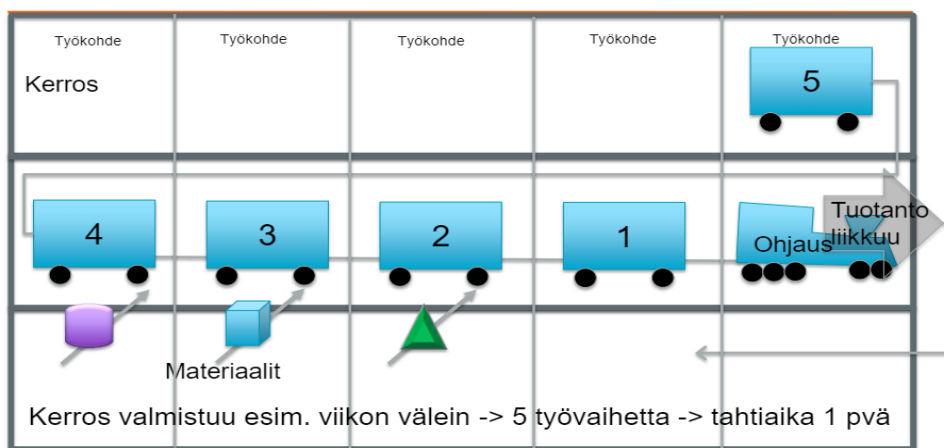 Työkohde Työkohde Työkohde Työkohde Työkohde
Kerros
5
4
3
2
1
Ohjaus
Tuotanto
liikkuu
Materiaalit
Kerros valmistuu esim. viikon välein -> 5 työvaihetta -> tahtiaika 1 pvä